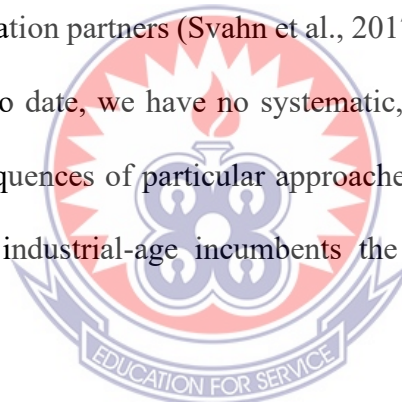 ation partners (Svahn et al., 201
o date, we have no systematic,
quences of particular approache
industrial-age incumbents the
EDUCATION FOR SERVICE